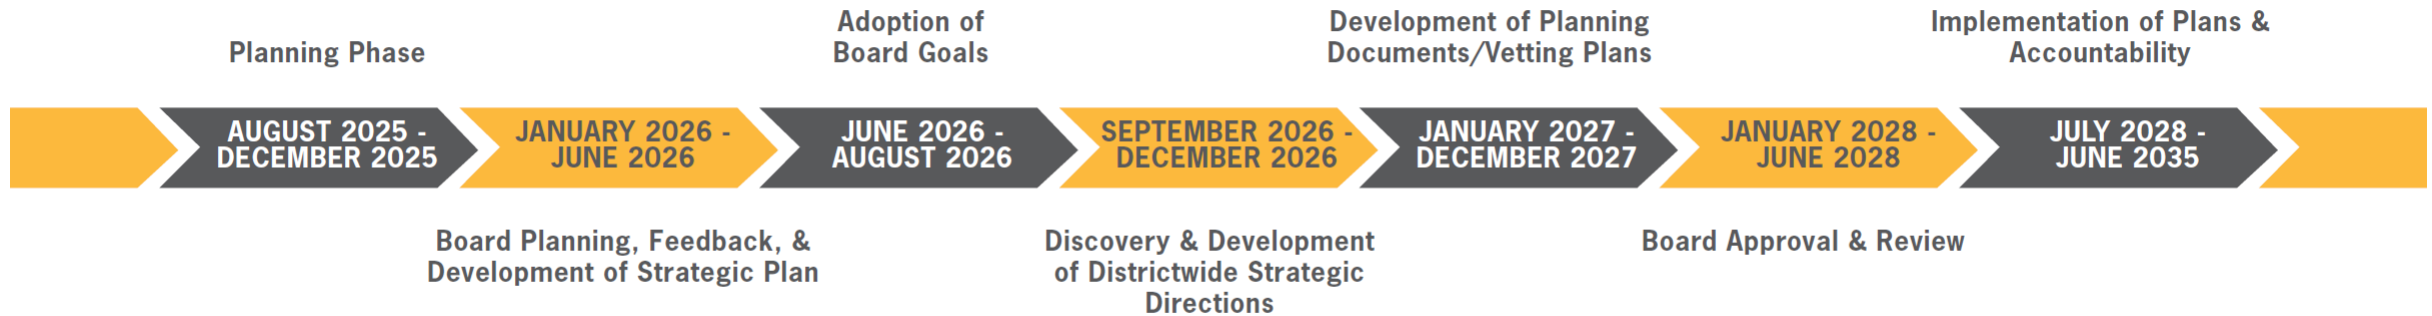 Planning Phase
AUGUST 2025 -
DECEMBER 2025
JANUARY 2026 -
JUNE 2026
Board Planning, Feedback, &
Development of Strategic Plan
Adoption of
Board Goals
JUNE 2026 -
AUGUST 2026
SEPTEMBER 2026 -
DECEMBER 2026
Discovery & Development
of Districtwide Strategic
Directions
Development of Planning
Documents/Vetting Plans
JANUARY 2027 -
DECEMBER 2027
JANUARY 2028 -
JUNE 2028
Board Approval & Review
Implementation of Plans &
Accountability
JULY 2028 -
JUNE 2035